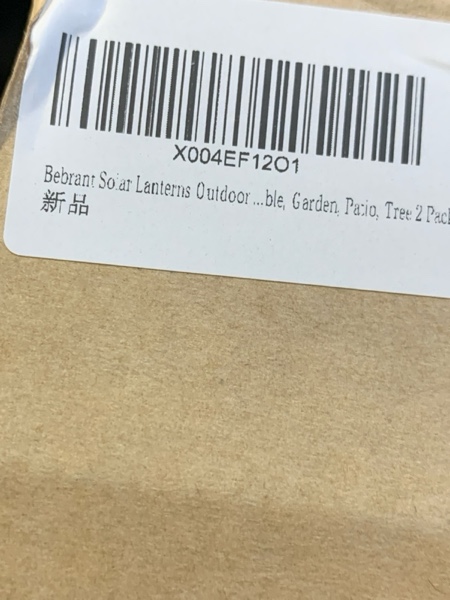 X004EF12O1
Bebrant Solar Lanterns Outdoor...ble, Garden, Patio, Tree 2 Pack
新品